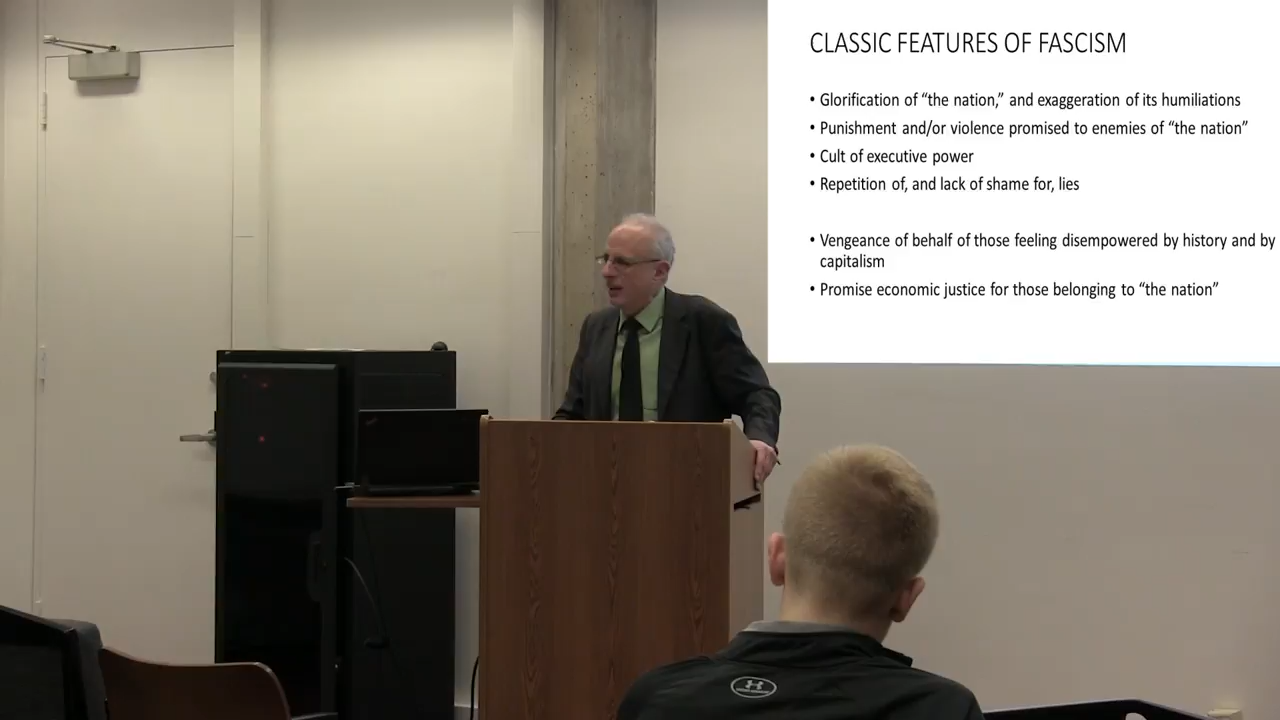 CLASSIC FEATURES OF FASCISM
• Glorification of “the nation,” and exaggeration of its humiliations
• Punishment and/or violence promised to enemies of “the nation”
• Cult of executive power
• Repetition of, and lack of shame for, lies
• Vengeance of behalf of those feeling disempowered by history and by
capitalism
• Promise economic justice for those belonging to “the nation”
UNDER ARMOUR